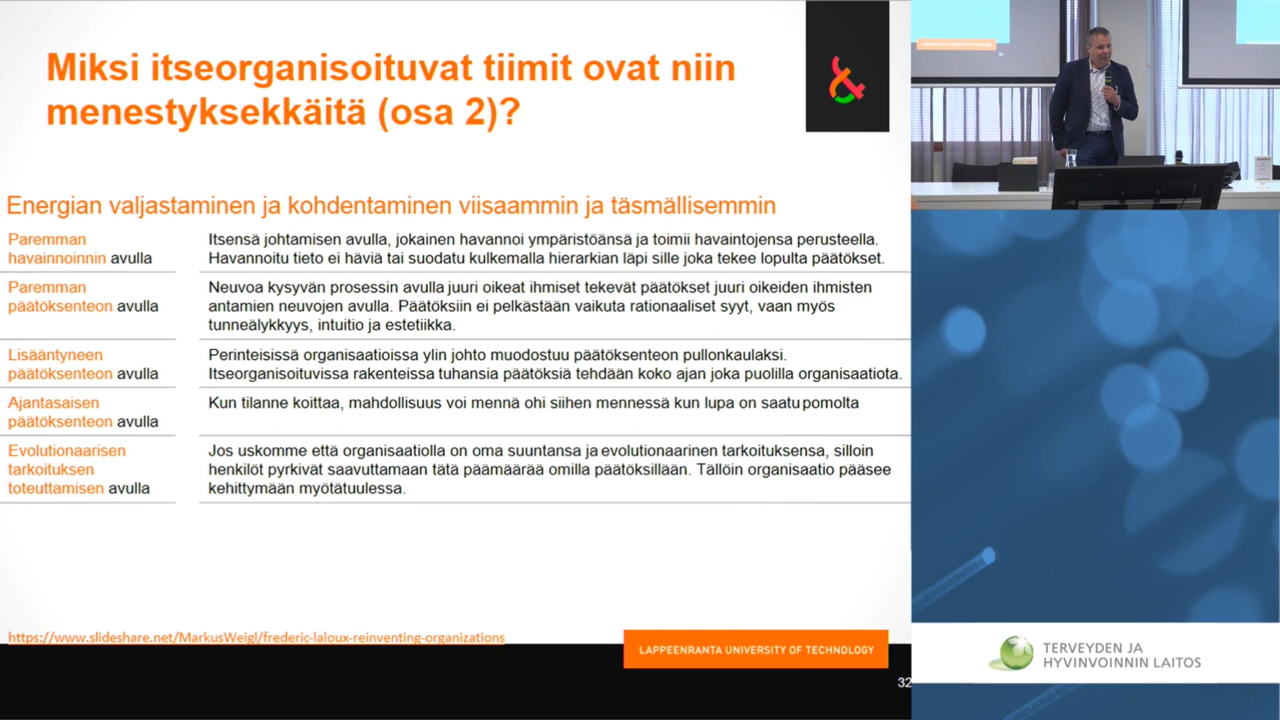 Miksi itseorganisoituvat tiimit ovat niin
menestyksekkäitä (osa 2)?
Energian valjastaminen ja kohdentaminen viisaammin ja täsmällisemmin
Paremman
havainnoinnin avulla
Itsensä johtamisen avulla, jokainen havannoi ympäristöänsä ja toimii havaintojensa perusteella.
Havannoitu tieto ei häviä tai suodatu kulkemalla hierarkian läpi sille joka tekee lopulta päätökset.
Paremman
päätöksenteon avulla
Neuvoa kysyvän prosessin avulla juuri oikeat ihmiset tekevät päätökset juuri oikeiden ihmisten
antamien neuvojen avulla. Päätöksiin ei pelkästään vaikuta rationaaliset syyt, vaan myös
tunneälykkyys, intuitio ja estetiikka.
Lisääntyneen
päätöksenteon avulla
Perinteisissä organisaatioissa ylin johto muodostuu päätöksenteon pullonkaulaksi.
Itseorganisoituvissa rakenteissa tuhansia päätöksiä tehdään koko ajan joka puolilla organisaatiota.
Ajantasaisen
päätöksenteon avulla
Kun tilanne koittaa, mahdollisuus voi mennä ohi siihen mennessä kun lupa on saatu pomolta
Evolutionaarisen
tarkoituksen
toteuttamisen avulla
Jos uskomme että organisaatiolla on oma suuntansa ja evolutionaarinen tarkoituksensa, silloin
henkilöt pyrkivät saavuttamaan tätä päämäärää omilla päätöksillään. Tällöin organisaatio pääsee
kehittymään myötätuulessa.
https://www.slideshare.net/MarkusWeigl/frederic-laloux-reinventing-organizations
LAPPEENRANTA UNIVERSITY OF TECHNOLOGY
32
TERVEYDEN JA
HYVINVOINNIN LAITOS